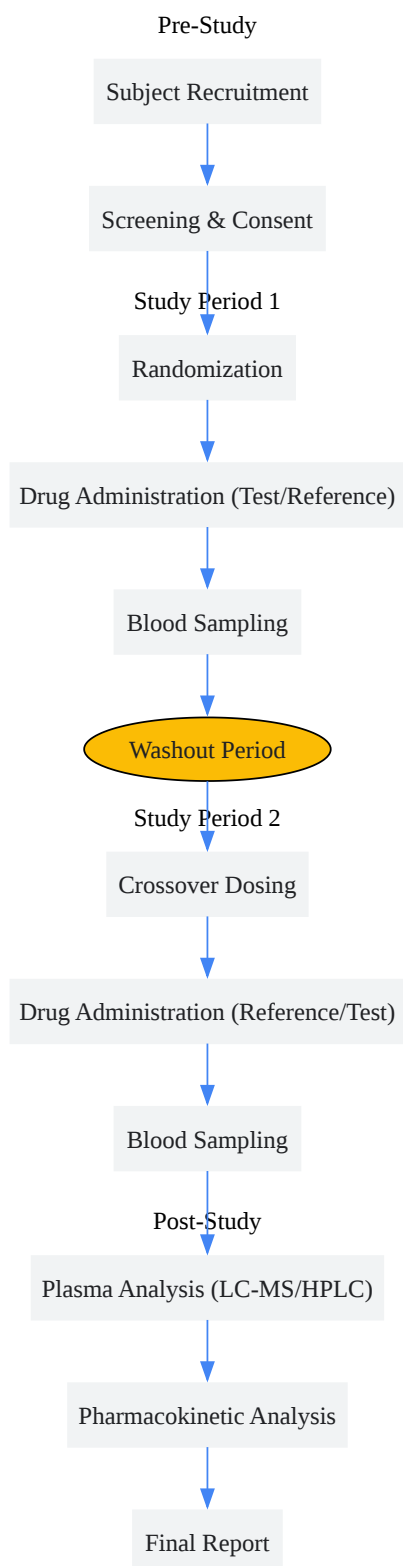 Pre-Study
Subject Recruitment
Screening & Consent
Study Period 1
Randomization
Drug Administration (Test/Reference)
Blood Sampling
Washout Period
Study Period 2
Crossover Dosing
Drug Administration (Reference/Test)
Blood Sampling
Post-Study
Plasma Analysis (LC-MS/HPLC)
Pharmacokinetic Analysis
Final Report